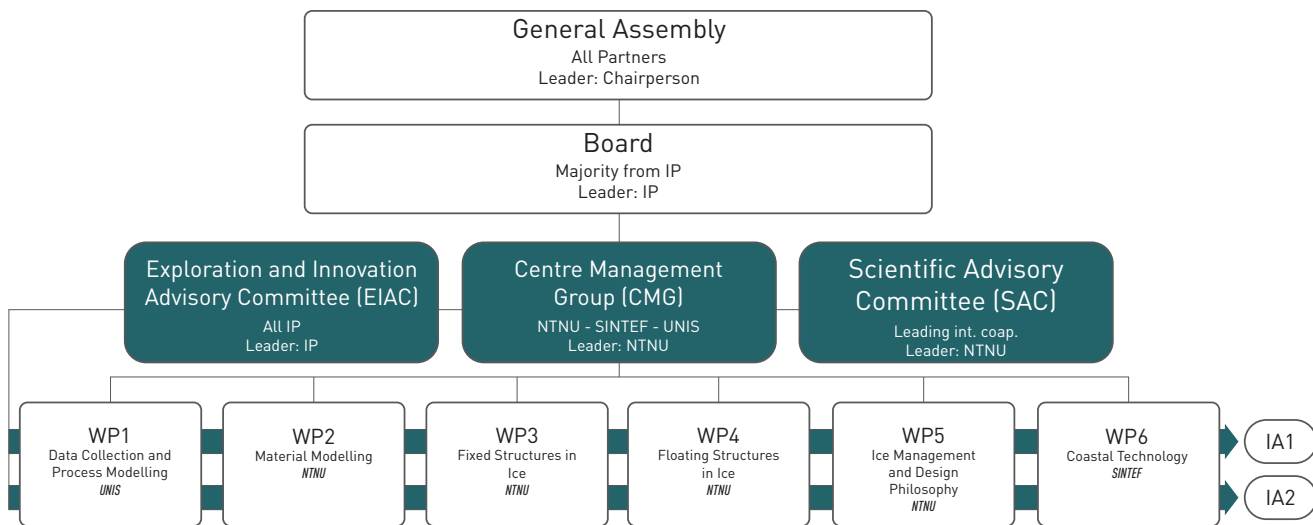 General Assembly
All Partners
Leader: Chairperson
Board
Majority from IP
Leader: IP
Exploration and Innovation
Advisory Committee (EIAC)
All IP
Leader: IP
Centre Management
Group (CMG)
NTNU - SINTEF - UNIS
Leader: NTNU
Scientific Advisory
Committee (SAC)
Leading int. coap.
Leader: NTNU
WP1
Data Collection and
Process Modelling
UNIS
WP2
Material Modelling
NTNU
WP3
Fixed Structures in
Ice
NTNU
WP4
Floating Structures
in Ice
NTNU
WP5
Ice Management
and Design
Philosophy
NTNU
WP6
Coastal Technology
SINTEF
IA1
IA2